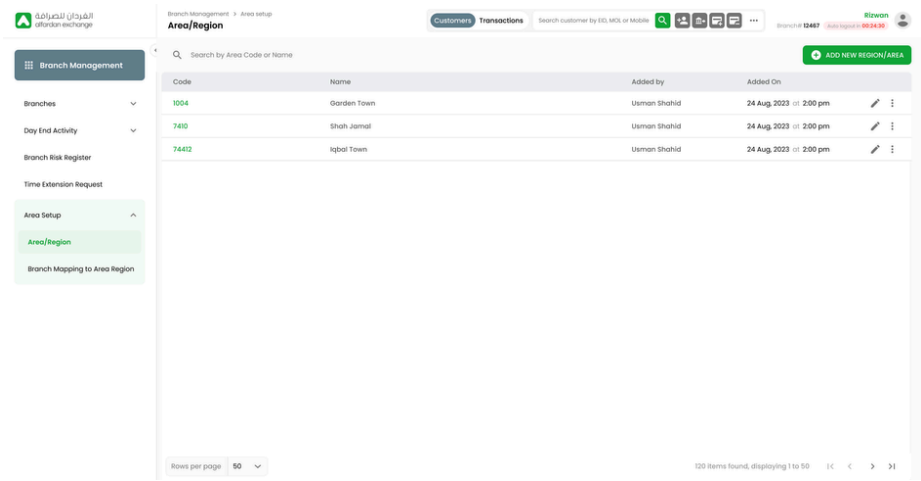 الفردان للصرافة
alfardan exchange
Branch Management > Area setup
Area/Region
Customers Transactions
Search customer by EID, MOL or Mobile
Rizwan
Branch# 12467 Auto logout in 00:24:30
Branch Management
Search by Area Code or Name
ADD NEW REGION/AREA
Branches
Day End Activity
Branch Risk Register
Time Extension Request
Area Setup
Area/Region
Branch Mapping to Area Region
Code Name Added by Added On
1004 Garden Town Usman Shahid 24 Aug, 2023 at 2:00 pm
7410 Shah Jamal Usman Shahid 24 Aug, 2023 at 2:00 pm
74412 Iqbal Town Usman Shahid 24 Aug, 2023 at 2:00 pm
Rows per page 50
120 items found, displaying 1 to 50